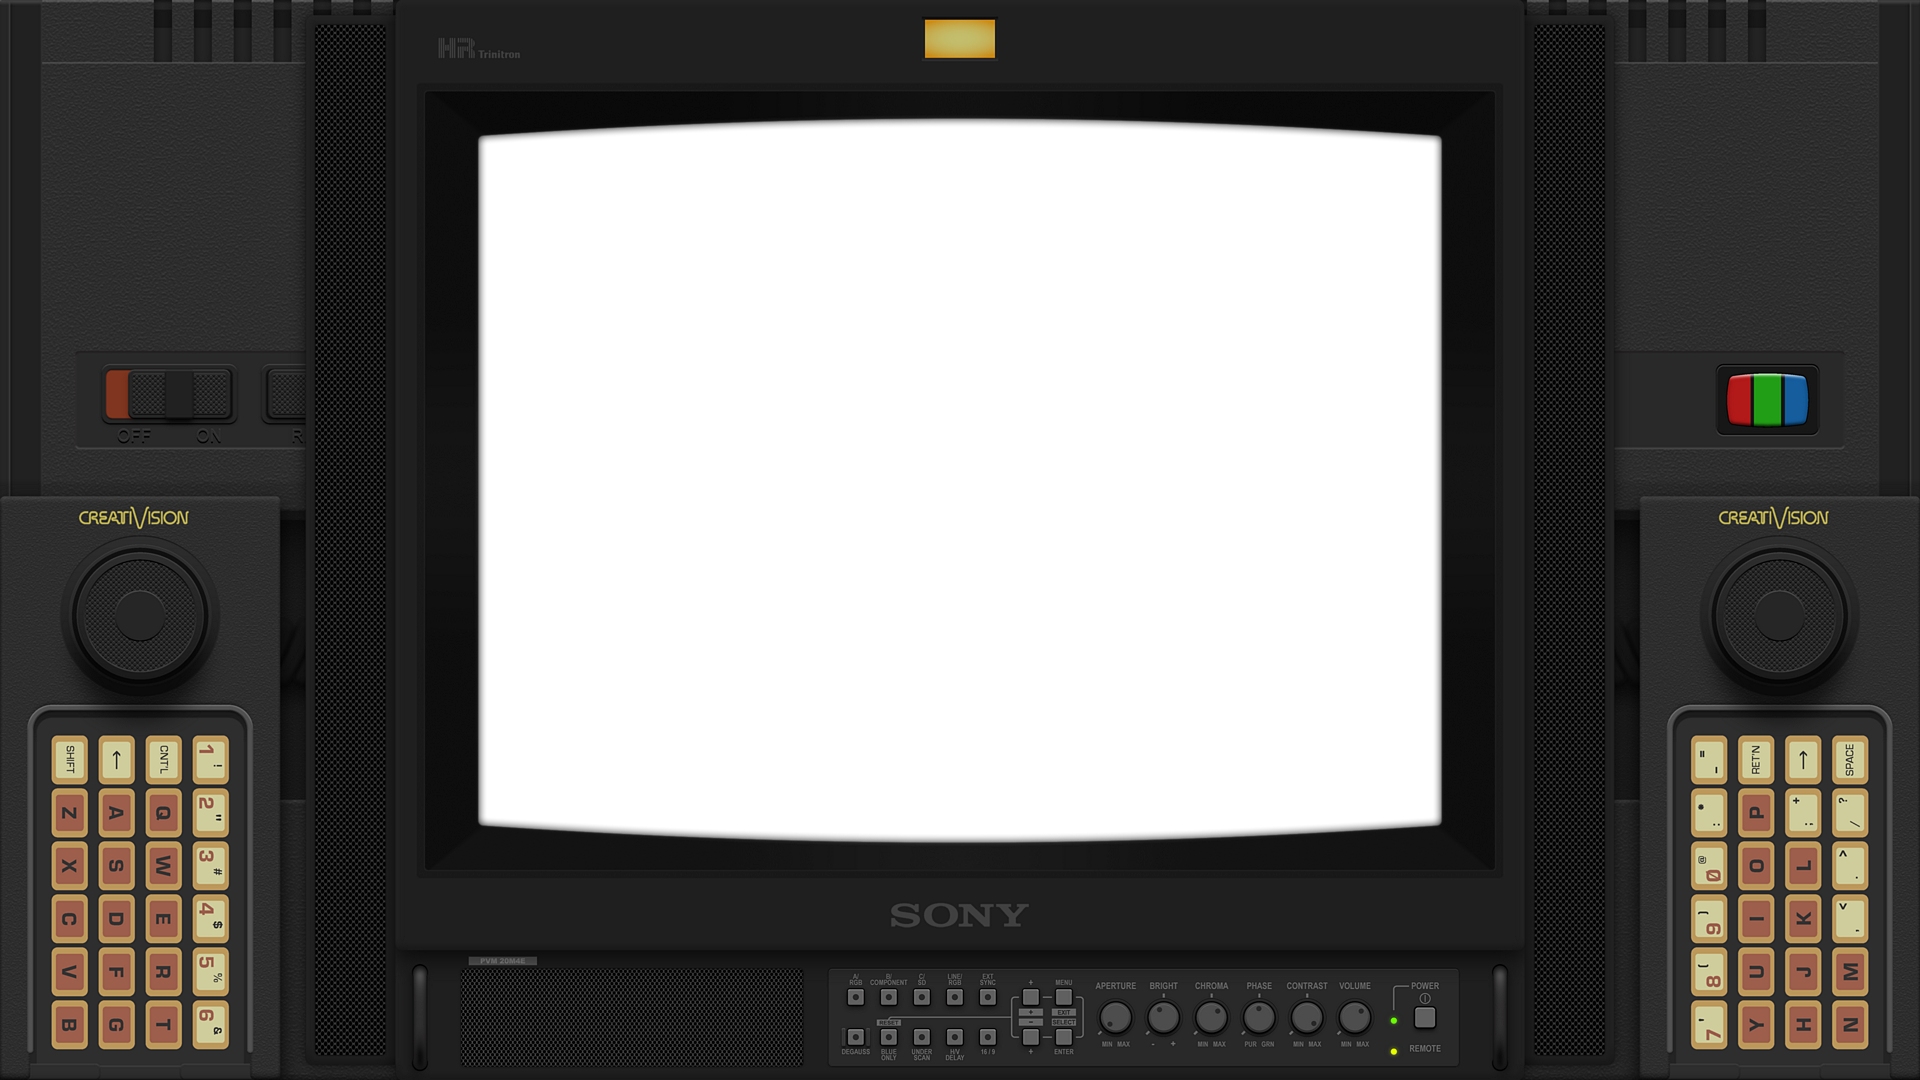 HR Trinitron
OFF ON R
CREATIVISION
CREATIVISION
SHIFT ← CNT'L 1 !
Z A Q 2 "
X S W 3 #
C D E 4 $
V F R 5 %
B G T 6 &
= - RET'N → SPACE
* : P + ; ? /
@ 0 O L > .
) 9 I K < ,
( 8 U J M
' 7 Y H N
SONY
PVM 20M4E
A/ RGB B/ COMPONENT C/ SD LINE/ RGB EXT SYNC + MENU
APERTURE BRIGHT CHROMA PHASE CONTRAST VOLUME POWER
+ EXIT
RESET - SELECT
MIN MAX - + MIN MAX PUR GRN MIN MAX MIN MAX REMOTE
DEGAUSS BLUE ONLY UNDER SCAN H/V DELAY 16/9 + ENTER